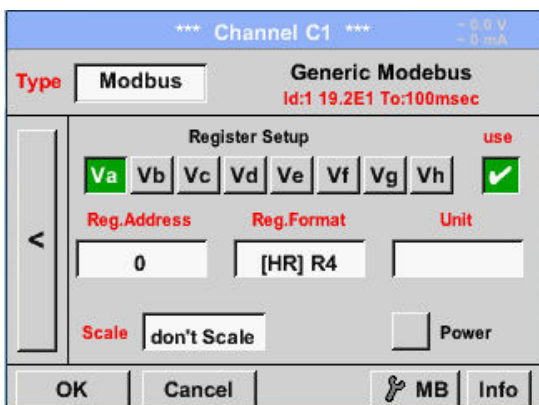 *** Channel C1 ***
~ 0.0 V
~ 0 mA
Type
Modbus
Generic Modebus
Id:1 19.2E1 To:100msec
Register Setup
use
Va Vb Vc Vd Ve Vf Vg Vh
Reg.Address Reg.Format Unit
<
0 [HR] R4
Scale don't Scale Power
OK Cancel MB Info